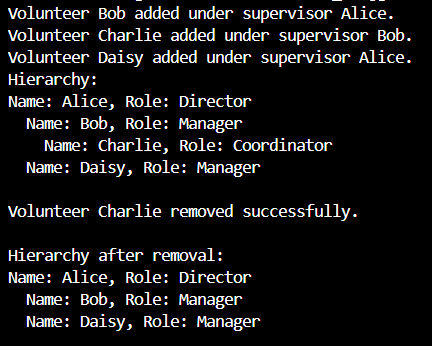 Volunteer Bob added under supervisor Alice.
Volunteer Charlie added under supervisor Bob.
Volunteer Daisy added under supervisor Alice.
Hierarchy:
Name: Alice, Role: Director
  Name: Bob, Role: Manager
    Name: Charlie, Role: Coordinator
  Name: Daisy, Role: Manager

Volunteer Charlie removed successfully.

Hierarchy after removal:
Name: Alice, Role: Director
  Name: Bob, Role: Manager
  Name: Daisy, Role: Manager